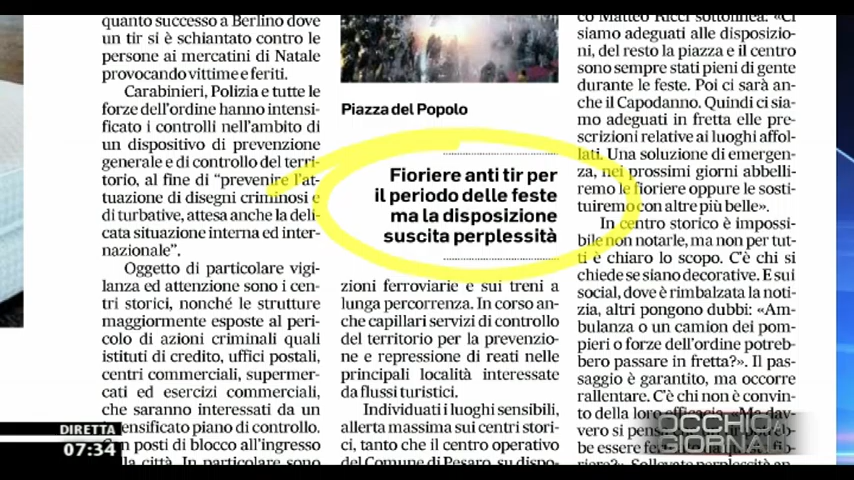 quanto successo a Berlino dove
un tir si è schiantato contro le
persone ai mercatini di Natale
provocando vittime e feriti.
Carabinieri, Polizia e tutte le
forze dell'ordine hanno intensi-
ficato i controlli nell'ambito di
un dispositivo di prevenzione
generale e di controllo del terri-
torio, al fine di "prevenire l'at-
tuazione di disegni criminosi e
di turbative, attesa anche la deli-
cata situazione interna ed inter-
nazionale".
Oggetto di particolare vigi-
lanza ed attenzione sono i cen-
tri storici, nonché le strutture
maggiormente esposte al peri-
colo di azioni criminali quali
istituti di credito, uffici postali,
centri commerciali, supermer-
cati ed esercizi commerciali,
che saranno interessati da un
intensificato piano di controllo.
Con posti di blocco all'ingresso
della città. In particolare sono
Piazza del Popolo
Fioriere anti tir per
il periodo delle feste
ma la disposizione
suscita perplessità
zioni ferroviarie e sui treni a
lunga percorrenza. In corso an-
che capillari servizi di controllo
del territorio per la prevenzio-
ne e repressione di reati nelle
principali località interessate
da flussi turistici.
Individuati i luoghi sensibili,
allerta massima sui centri stori-
ci, tanto che il centro operativo
del Comune di Pesaro, su dispo-
co Matteo Ricci sottolinea: «Ci
siamo adeguati alle disposizio-
ni, del resto la piazza e il centro
sono sempre stati pieni di gente
durante le feste. Poi ci sarà an-
che il Capodanno. Quindi ci sia-
mo adeguati in fretta elle pre-
scrizioni relative ai luoghi affol-
lati. Una soluzione di emergen-
za, nei prossimi giorni abbelli-
remo le fioriere oppure le sosti-
tuiremo con altre più belle».
In centro storico è impossi-
bile non notarle, ma non per tut-
ti è chiaro lo scopo. C'è chi si
chiede se siano decorative. E sui
social, dove è rimbalzata la noti-
zia, altri pongono dubbi: «Am-
bulanza o un camion dei pom-
pieri o forze dell'ordine potreb-
bero passare in fretta?». Il pas-
saggio è garantito, ma occorre
rallentare. C'è chi non è convin-
to della loro efficacia. «Ma dav-
vero si pensa
be essere
DIRETTA
07:34
OCCHIO
GIORNALI